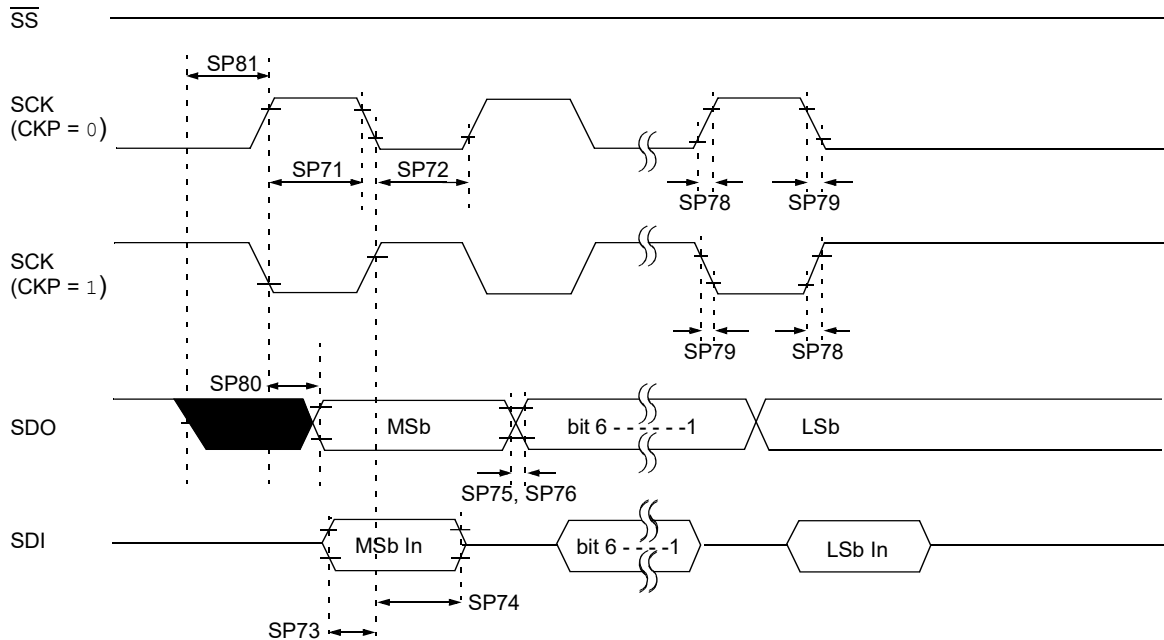 SS
SP81
SCK
(CKP = 0)
SP71
SP72
SP78
SP79
SCK
(CKP = 1)
SP79
SP78
SP80
SDO
MSb
bit 6 - - - - - -1
LSb
SP75, SP76
SDI
MSb In
bit 6 - - - -1
LSb In
SP74
SP73